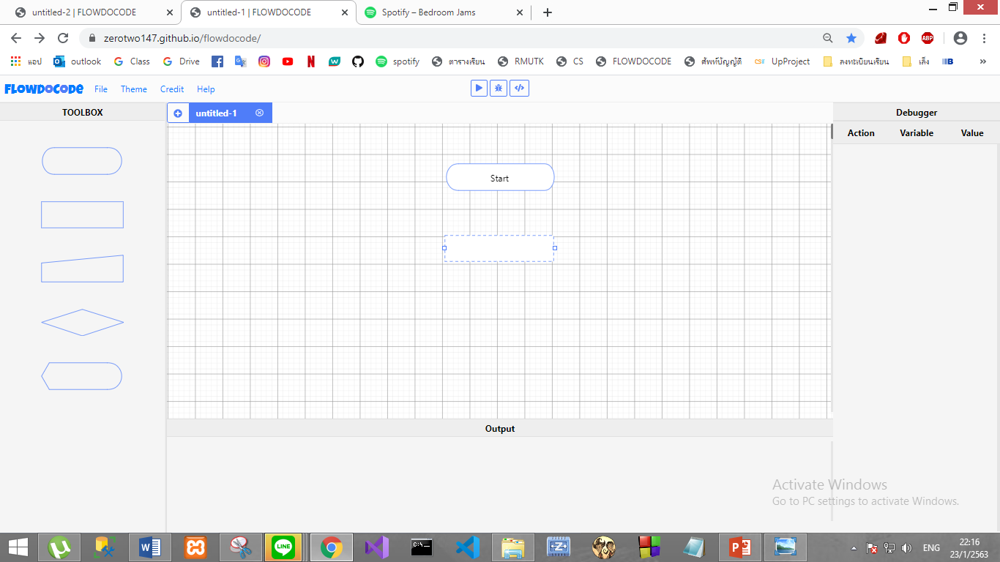 untitled-2 | FLOWDOCODE
untitled-1 | FLOWDOCODE
Spotify – Bedroom Jams
zerotwo147.github.io/flowdocode/
ABP
แอป
outlook
Class
Drive
spotify
ตารางเรียน
RMUTK
CS
FLOWDOCODE
ศัพท์บัญญัติ
UpProject
ลงทะเบียนเรียน
เล็ง
FLOWDOCODE
File
Theme
Credit
Help
TOOLBOX
untitled-1
Debugger
Action
Variable
Value
Start
Output
Activate Windows
Go to PC settings to activate Windows.
LINE
ENG
22:16
23/1/2563